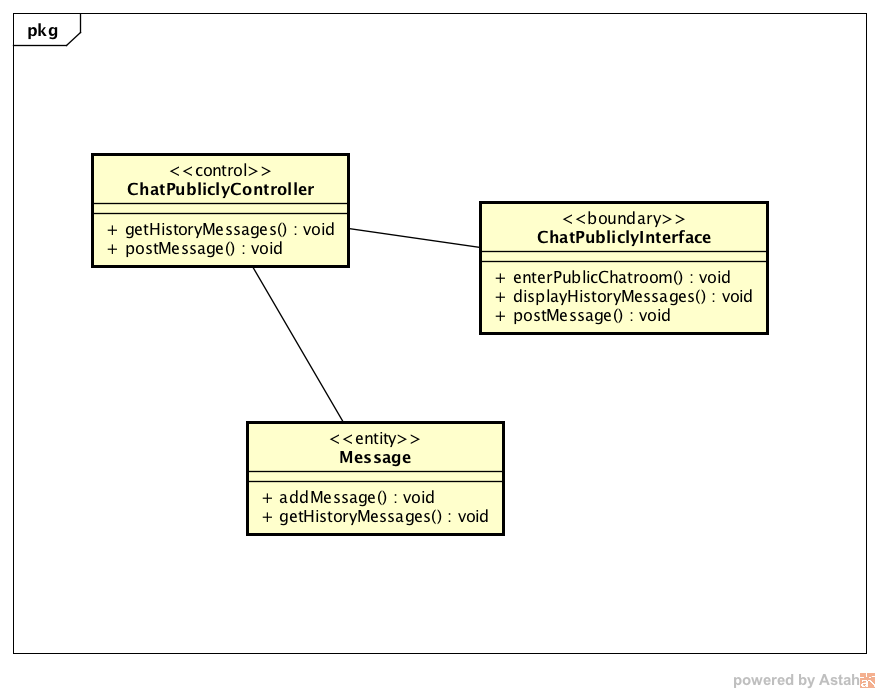 pkg
<<control>>
ChatPubliclyController
+ getHistoryMessages() : void
+ postMessage() : void
<<boundary>>
ChatPubliclyInterface
+ enterPublicChatroom() : void
+ displayHistoryMessages() : void
+ postMessage() : void
<<entity>>
Message
+ addMessage() : void
+ getHistoryMessages() : void
powered by Astah